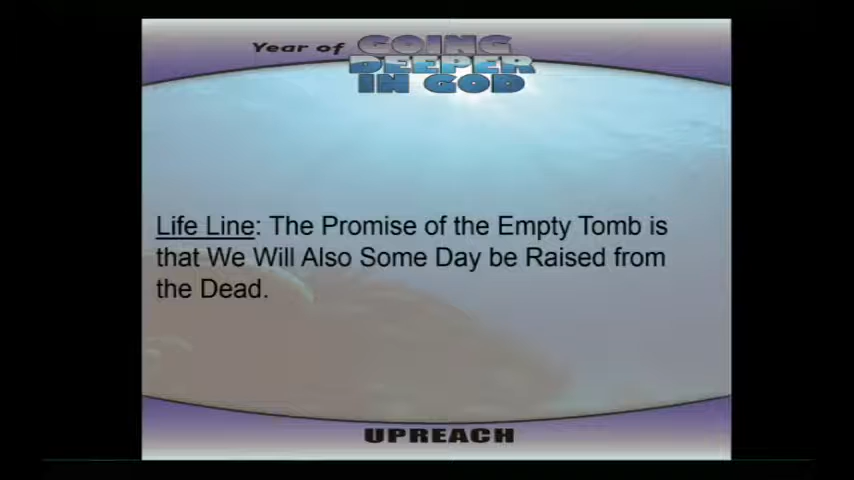 Year of GOING
DEEPER
IN GOD
Life Line: The Promise of the Empty Tomb is
that We Will Also Some Day be Raised from
the Dead.
UPREACH